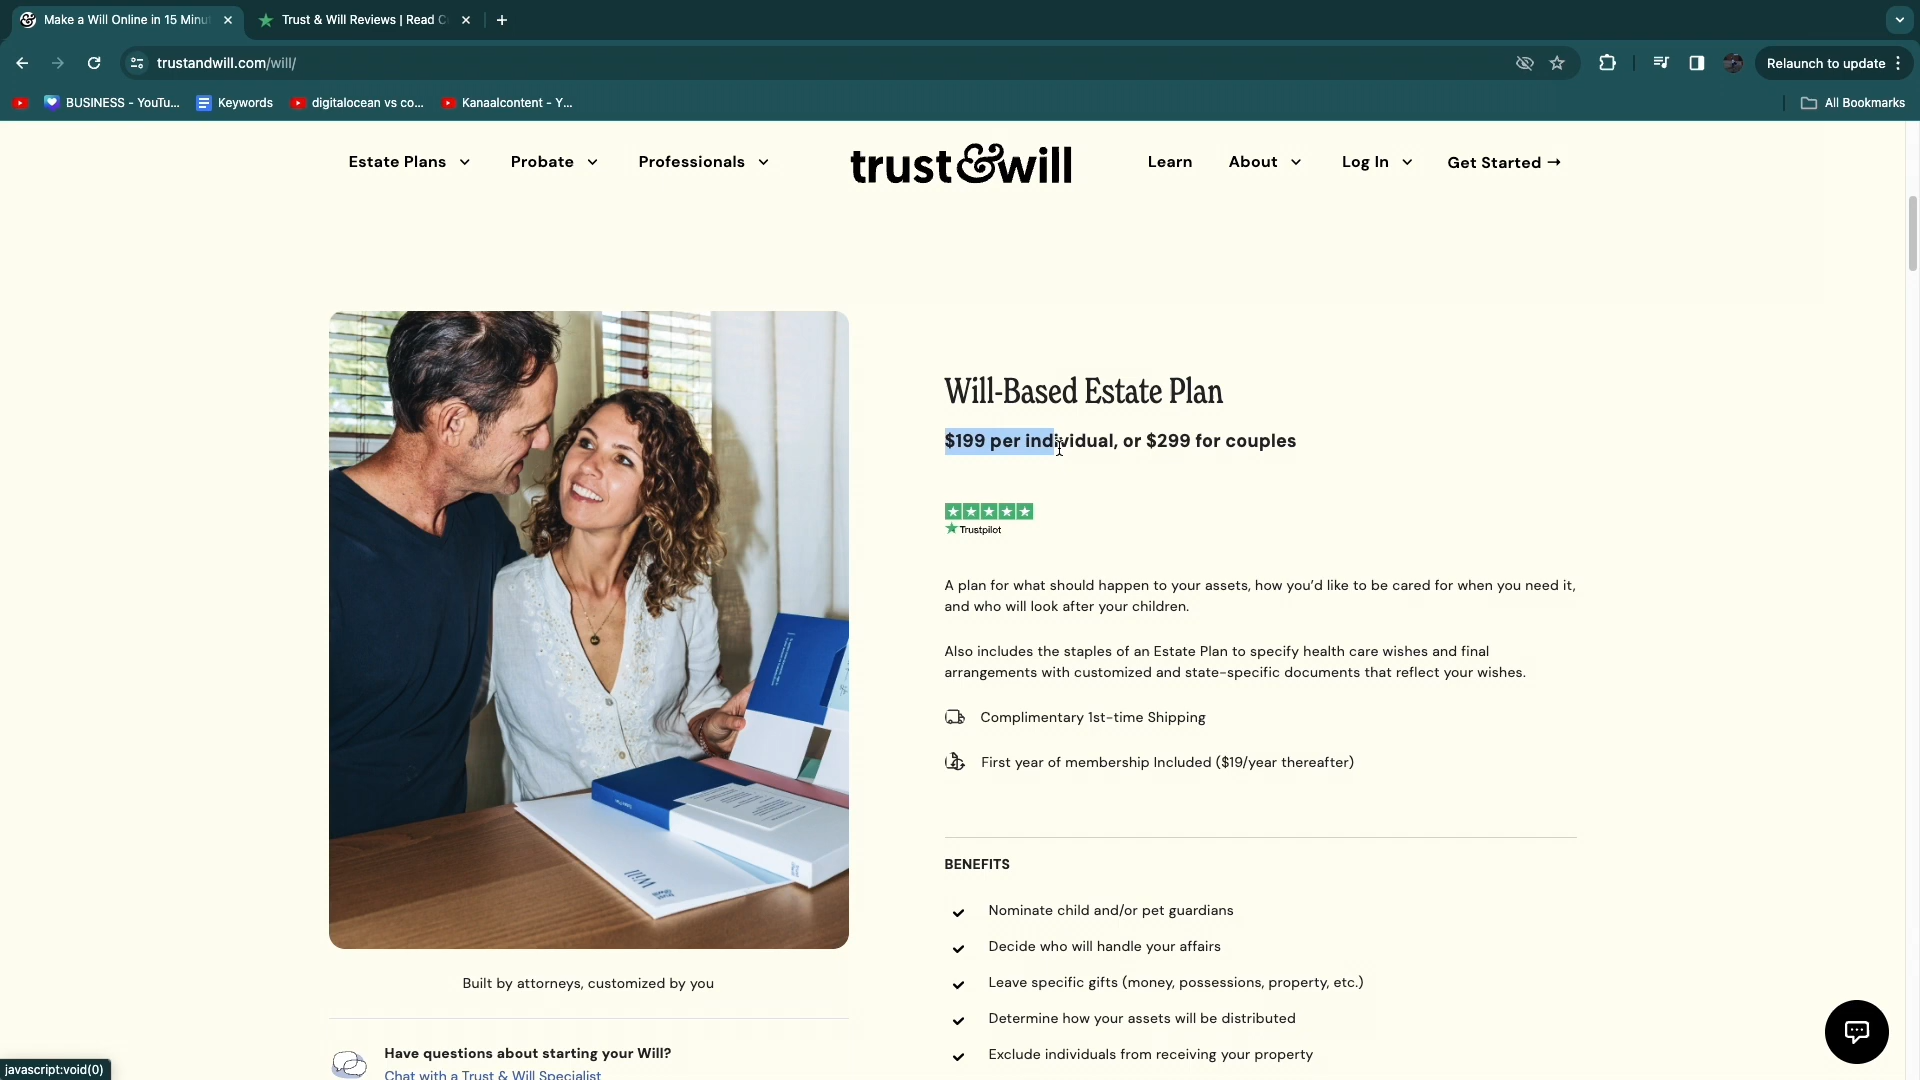 Make a Will Online in 15 Minu
Trust & Will Reviews | Read C
trustandwill.com/will/
Relaunch to update
BUSINESS - YouTu...
Keywords
digitalocean vs co...
Kanaalcontent - Y...
All Bookmarks
Estate Plans
Probate
Professionals
trust&will
Learn
About
Log In
Get Started →
Will-Based Estate Plan
$199 per individual, or $299 for couples
Trustpilot
A plan for what should happen to your assets, how you’d like to be cared for when you need it,
and who will look after your children.
Also includes the staples of an Estate Plan to specify health care wishes and final
arrangements with customized and state-specific documents that reflect your wishes.
Complimentary 1st-time Shipping
First year of membership Included ($19/year thereafter)
BENEFITS
Nominate child and/or pet guardians
Decide who will handle your affairs
Leave specific gifts (money, possessions, property, etc.)
Determine how your assets will be distributed
Exclude individuals from receiving your property
Built by attorneys, customized by you
Have questions about starting your Will?
Chat with a Trust & Will Specialist
javascript:void(0)